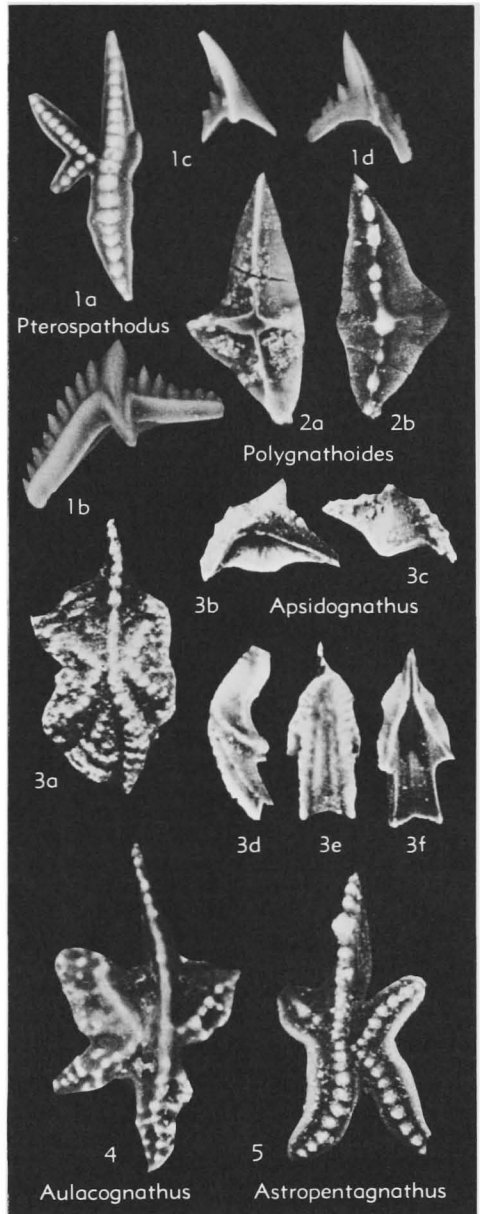 1c
1d
1a
Pterospathodus
2a
2b
Polygnathoides
1b
3b
3c
Apsidognathus
3a
3d
3e
3f
4
5
Aulacognathus
Astropentagnathus